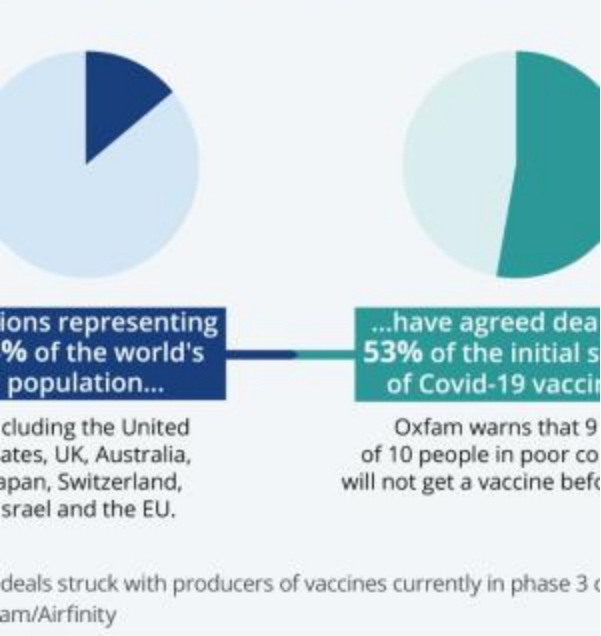 ions representing
% of the world's
population...
cluding the United
ates, UK, Australia,
apan, Switzerland,
srael and the EU.
...have agreed dea
53% of the initial s
of Covid-19 vaccin
Oxfam warns that 9
of 10 people in poor co
will not get a vaccine befo
deals struck with producers of vaccines currently in phase 3 c
am/Airfinity